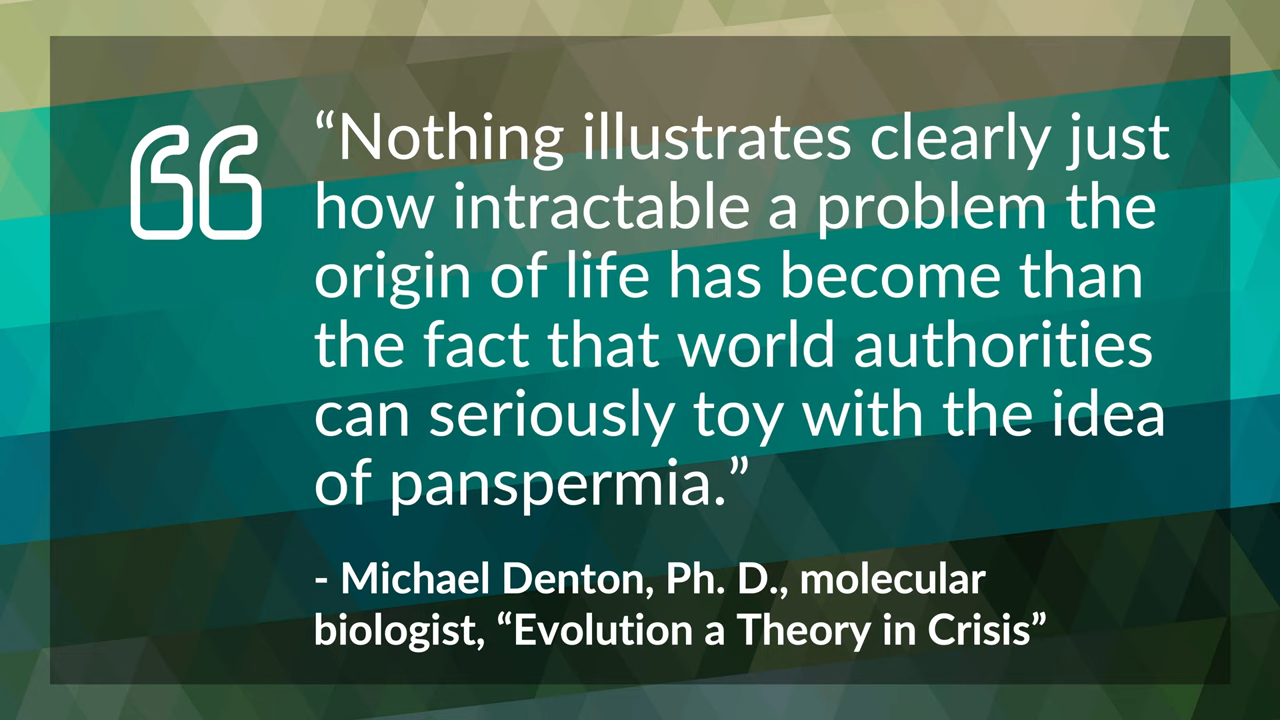 “Nothing illustrates clearly just
how intractable a problem the
origin of life has become than
the fact that world authorities
can seriously toy with the idea
of panspermia.”
- Michael Denton, Ph. D., molecular
biologist, “Evolution a Theory in Crisis”